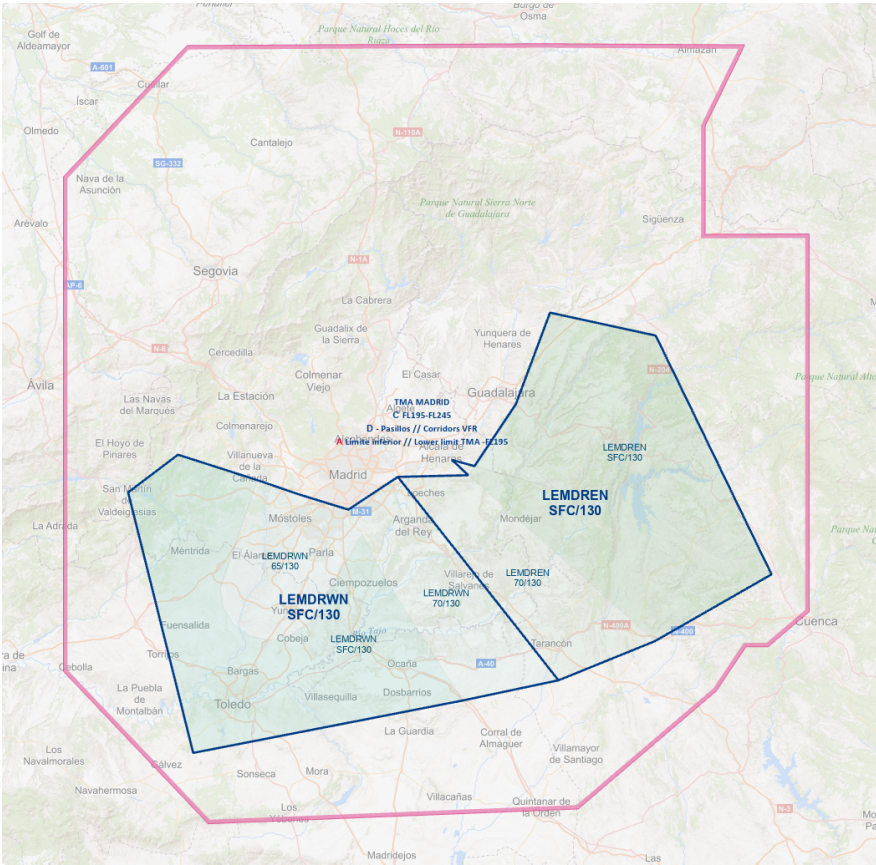 Burgo de
Osma
Golf de
Aldeamayor
Parque Natural Hoces del Río
Riaza
Almazán
A-601
Cuéllar
Íscar
Olmedo
N-110A
Cantalejo
SG-332
Nava de la
Asunción
Parque Natural Sierra Norte
de Guadalajara
Arévalo
Sigüenza
N-1A
Segovia
AP-6
La Cabrera
Guadalix de
la Sierra
Yunquera de
Henares
N-6
Cercedilla
N-204
Ávila
Colmenar
Viejo
El Casar
Parque Natural Alto
Las Navas
del Marqués
La Estación
Guadalajara
TMA MADRID
C FL195-FL245
Algete
Colmenarejo
D - Pasillos // Corridors VFR
Alcobendas
A Limite inferior // Lower limit TMA -FL195
El Hoyo de
Pinares
Villanueva
de la
Cañada
Alcalá de
Henares
LEMDREN
SFC/130
Madrid
San Martín
de
Valdeiglesias
Loeches
LEMDREN
SFC/130
La Adrada
Móstoles
M-31
Arganda
del Rey
Mondéjar
Parque Na
Méntrida
El Álamo
Parla
LEMDRWN
65/130
Ciempozuelos
Villarejo de
Salvanés
LEMDREN
70/130
LEMDRWN
70/130
LEMDRWN
SFC/130
Fuensalida
Cobeja
LEMDRWN
SFC/130
Tajo
N-400A
N-400
Cuenca
Tarancón
Torrijos
Cebolla
Bargas
Ocaña
A-40
La Puebla
de
Montalbán
Toledo
Villasequilla
Dosbarrios
La Guardia
Corral de
Almaguer
Los
Navalmorales
Gálvez
Sonseca
Mora
Villamayor
de Santiago
Navahermosa
Villacañas
Quintanar de
la Orden
N-3
Los
Yébenes
Madridejos
Las